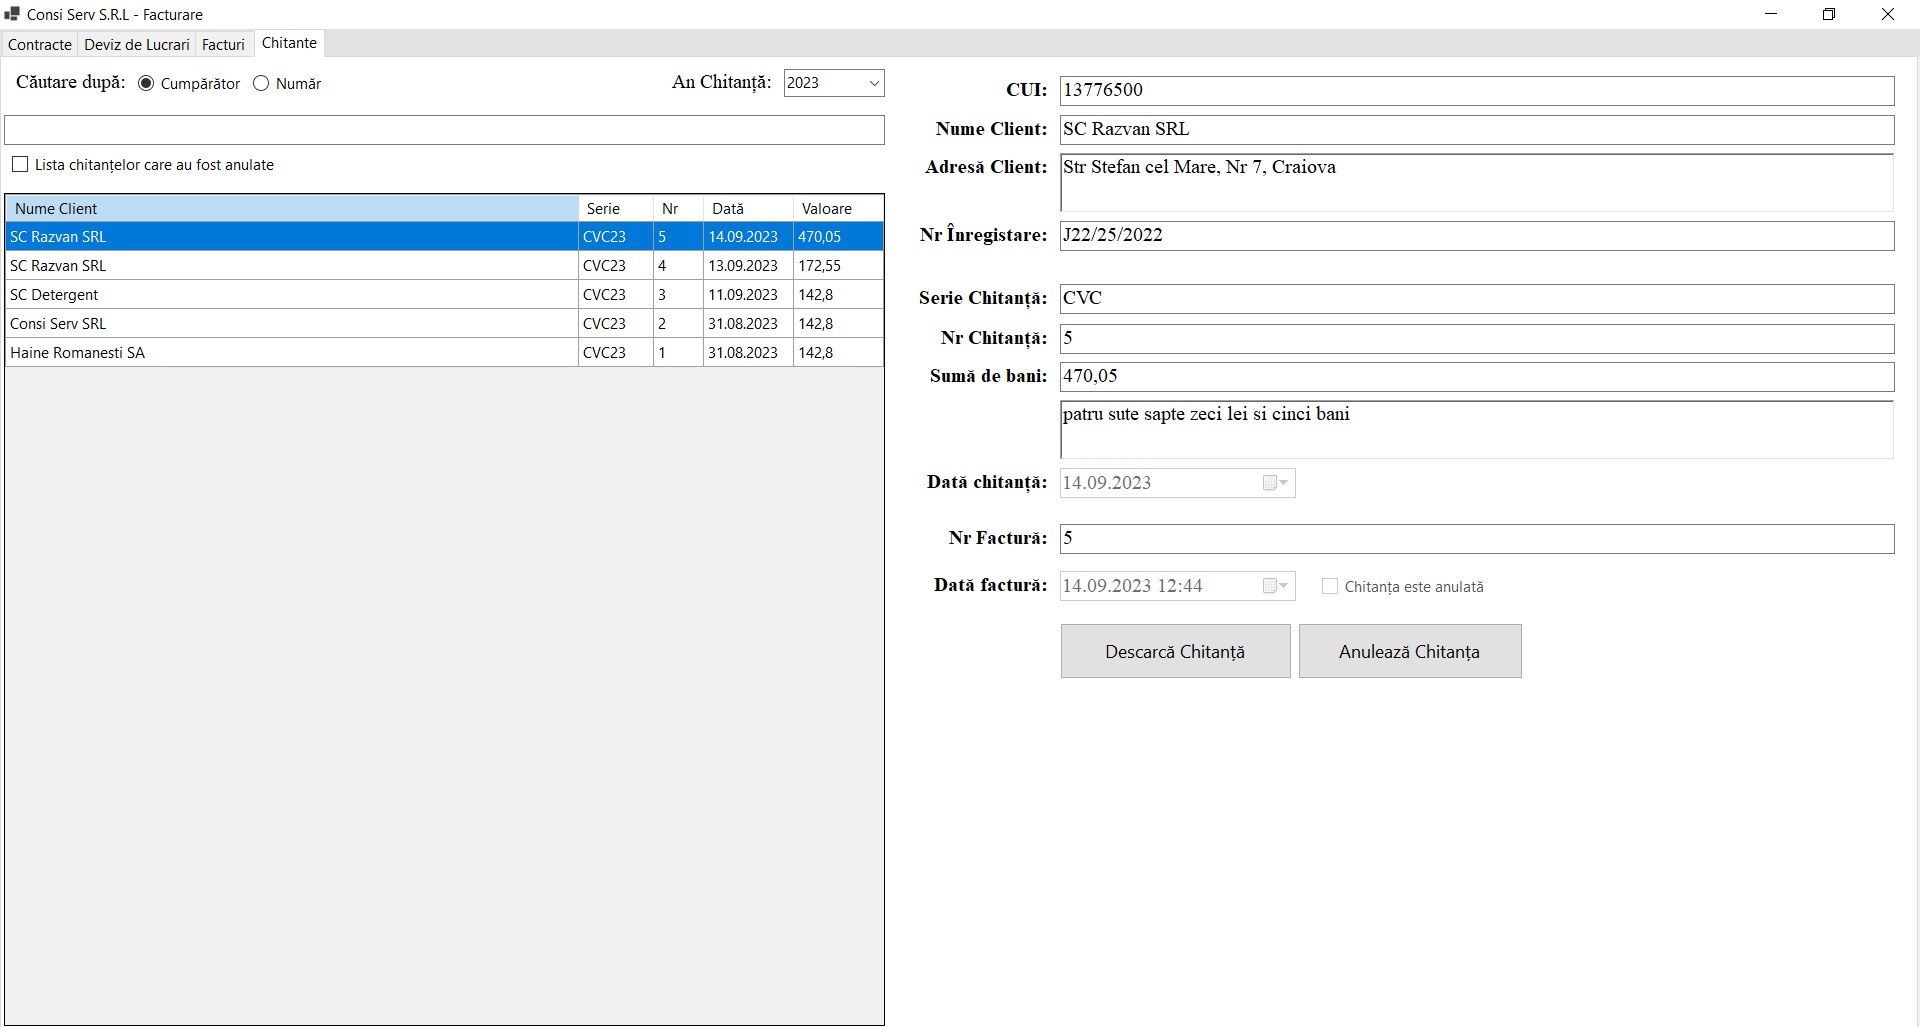 Consi Serv S.R.L - Facturare
Contracte Deviz de Lucrari Facturi Chitante
Căutare după: Cumpărător Număr An Chitanță: 2023
Lista chitanțelor care au fost anulate
Nume Client Serie Nr Dată Valoare
SC Razvan SRL CVC23 5 14.09.2023 470,05
SC Razvan SRL CVC23 4 13.09.2023 172,55
SC Detergent CVC23 3 11.09.2023 142,8
Consi Serv SRL CVC23 2 31.08.2023 142,8
Haine Romanesti SA CVC23 1 31.08.2023 142,8
CUI: 13776500
Nume Client: SC Razvan SRL
Adresă Client: Str Stefan cel Mare, Nr 7, Craiova
Nr Înregistare: J22/25/2022
Serie Chitanță: CVC
Nr Chitanță: 5
Sumă de bani: 470,05
patru sute sapte zeci lei si cinci bani
Dată chitanță: 14.09.2023
Nr Factură: 5
Dată factură: 14.09.2023 12:44 Chitanța este anulată
Descarcă Chitanță Anulează Chitanța